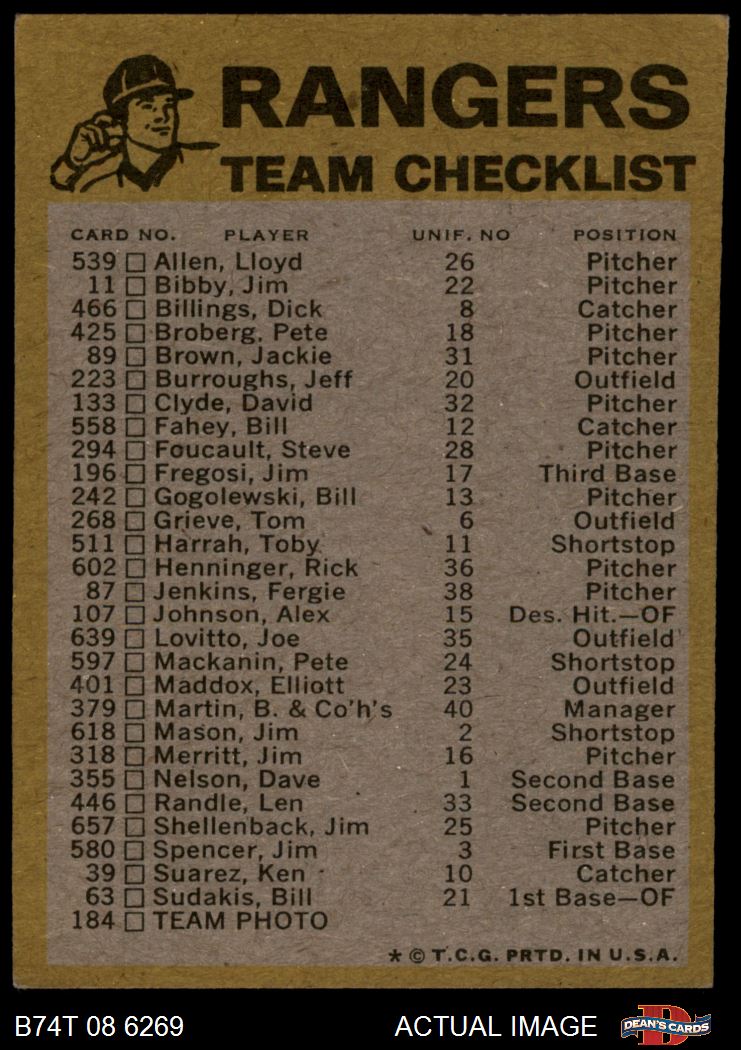 RANGERS
TEAM CHECKLIST
CARD NO. PLAYER UNIF. NO POSITION
539 Allen, Lloyd 26 Pitcher
11 Bibby, Jim 22 Pitcher
466 Billings, Dick 8 Catcher
425 Broberg, Pete 18 Pitcher
89 Brown, Jackie 31 Pitcher
223 Burroughs, Jeff 20 Outfield
133 Clyde, David 32 Pitcher
558 Fahey, Bill 12 Catcher
294 Foucault, Steve 28 Pitcher
196 Fregosi, Jim 17 Third Base
242 Gogolewski, Bill 13 Pitcher
268 Grieve, Tom 6 Outfield
511 Harrah, Toby 11 Shortstop
602 Henninger, Rick 36 Pitcher
87 Jenkins, Fergie 38 Pitcher
107 Johnson, Alex 15 Des. Hit.—OF
639 Lovitto, Joe 35 Outfield
597 Mackanin, Pete 24 Shortstop
401 Maddox, Elliott 23 Outfield
379 Martin, B. & Co'h's 40 Manager
618 Mason, Jim 2 Shortstop
318 Merritt, Jim 16 Pitcher
355 Nelson, Dave 1 Second Base
446 Randle, Len 33 Second Base
657 Shellenback, Jim 25 Pitcher
580 Spencer, Jim 3 First Base
39 Suarez, Ken 10 Catcher
63 Sudakis, Bill 21 1st Base—OF
184 TEAM PHOTO
* © T.C.G. PRTD. IN U.S.A.
B74T 08 6269 ACTUAL IMAGE D DEAN'S CARDS